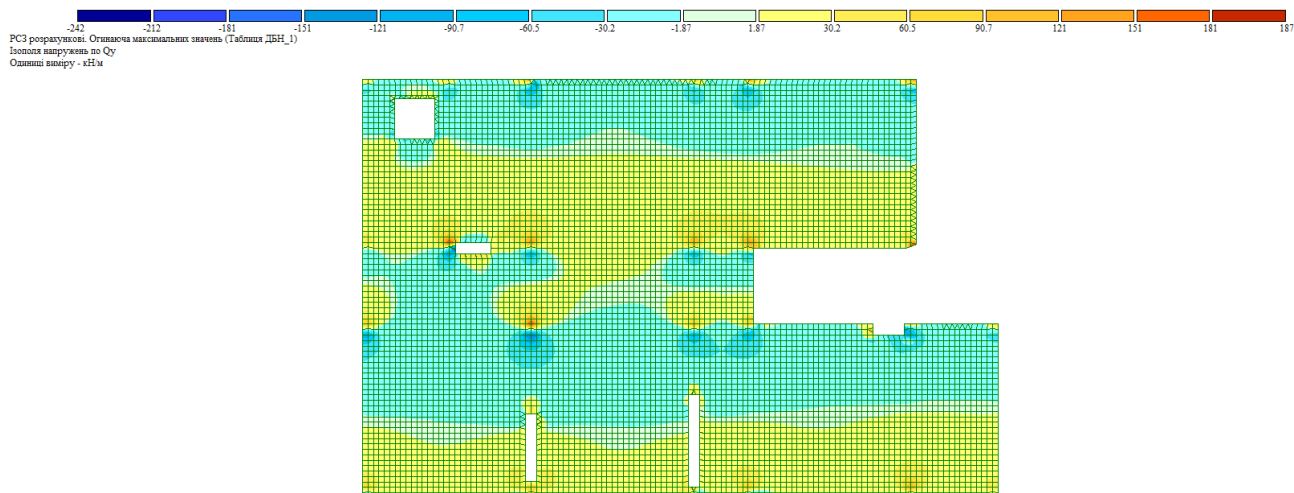 -242 -212 -181 -151 -121 -90.7 -60.5 -30.2 -1.87 1.87 30.2 60.5 90.7 121 151 181 187
РСЗ розрахункові. Огинаюча максимальних значень (Таблиця ДБН_1)
Ізополя напружень по Qy
Одиниці виміру - кН/м